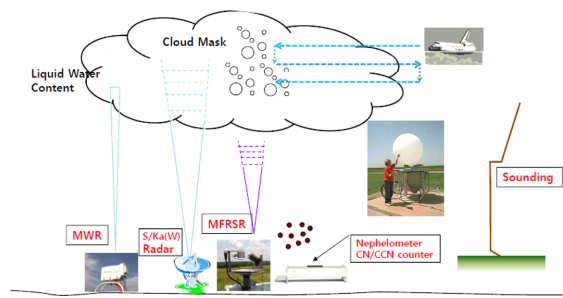 Cloud Mask
Liquid Water
Content
Sounding
MWR
S/Ka(W)
Radar
MFRSR
Nephelometer
CN/CCN counter